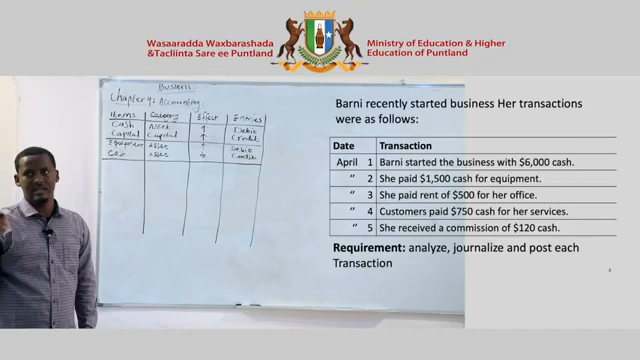 Wasaaradda Waxbarashada
&Tacliinta Sare ee Puntland
Ministry of Education & Higher
Education of Puntland
Business
Chapter 9: Accounting
Items Category Effect Entries
Cash Asset ↑ Debit
Capital Capital ↑ Credit
Equipment Asset ↑ Debit
Asset Credit
Barni recently started business Her transactions
were as follows:
Date Transaction
April 1 Barni started the business with $6,000 cash.
" 2 She paid $1,500 cash for equipment.
" 3 She paid rent of $500 for her office.
" 4 Customers paid $750 cash for her services.
" 5 She received a commission of $120 cash.
Requirement: analyze, journalize and post each
Transaction